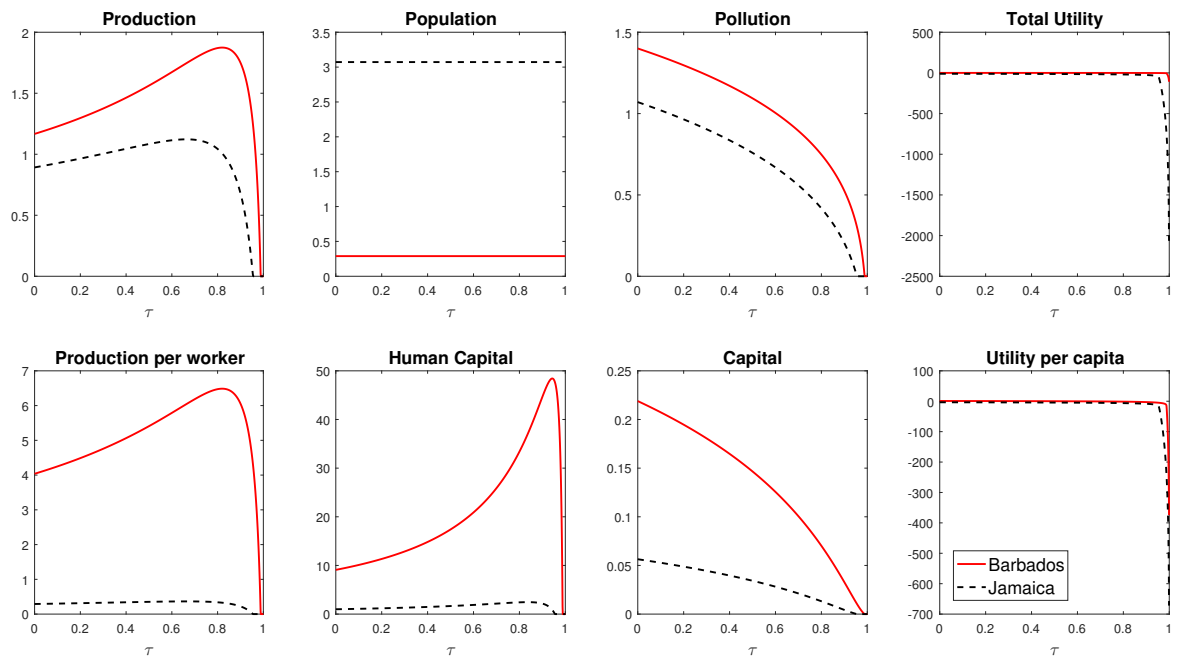 Production
2
1.5
1
0.5
0
0 0.2 0.4 0.6 0.8 1
τ
Population
3.5
3
2.5
2
1.5
1
0.5
0
0 0.2 0.4 0.6 0.8 1
τ
Pollution
1.5
1
0.5
0
0 0.2 0.4 0.6 0.8 1
τ
Total Utility
500
0
-500
-1000
-1500
-2000
-2500
0 0.2 0.4 0.6 0.8 1
τ
Production per worker
7
6
5
4
3
2
1
0
0 0.2 0.4 0.6 0.8 1
τ
Human Capital
50
40
30
20
10
0
0 0.2 0.4 0.6 0.8 1
τ
Capital
0.25
0.2
0.15
0.1
0.05
0
0 0.2 0.4 0.6 0.8 1
τ
Utility per capita
100
0
-100
-200
-300
-400
-500
-600
-700
Barbados
Jamaica
0 0.2 0.4 0.6 0.8 1
τ